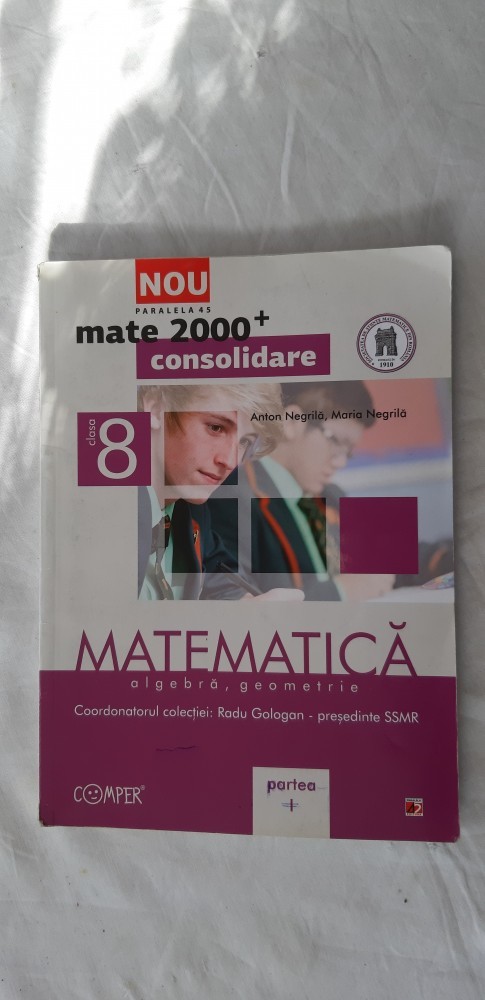 NOU
PARALELA 45
mate 2000+
consolidare
1910
Anton Negrilă, Maria Negrilă
clasa
8
MATEMATICĂ
algebră, geometrie
Coordonatorul colecției: Radu Gologan - președinte SSMR
COMPER®
partea